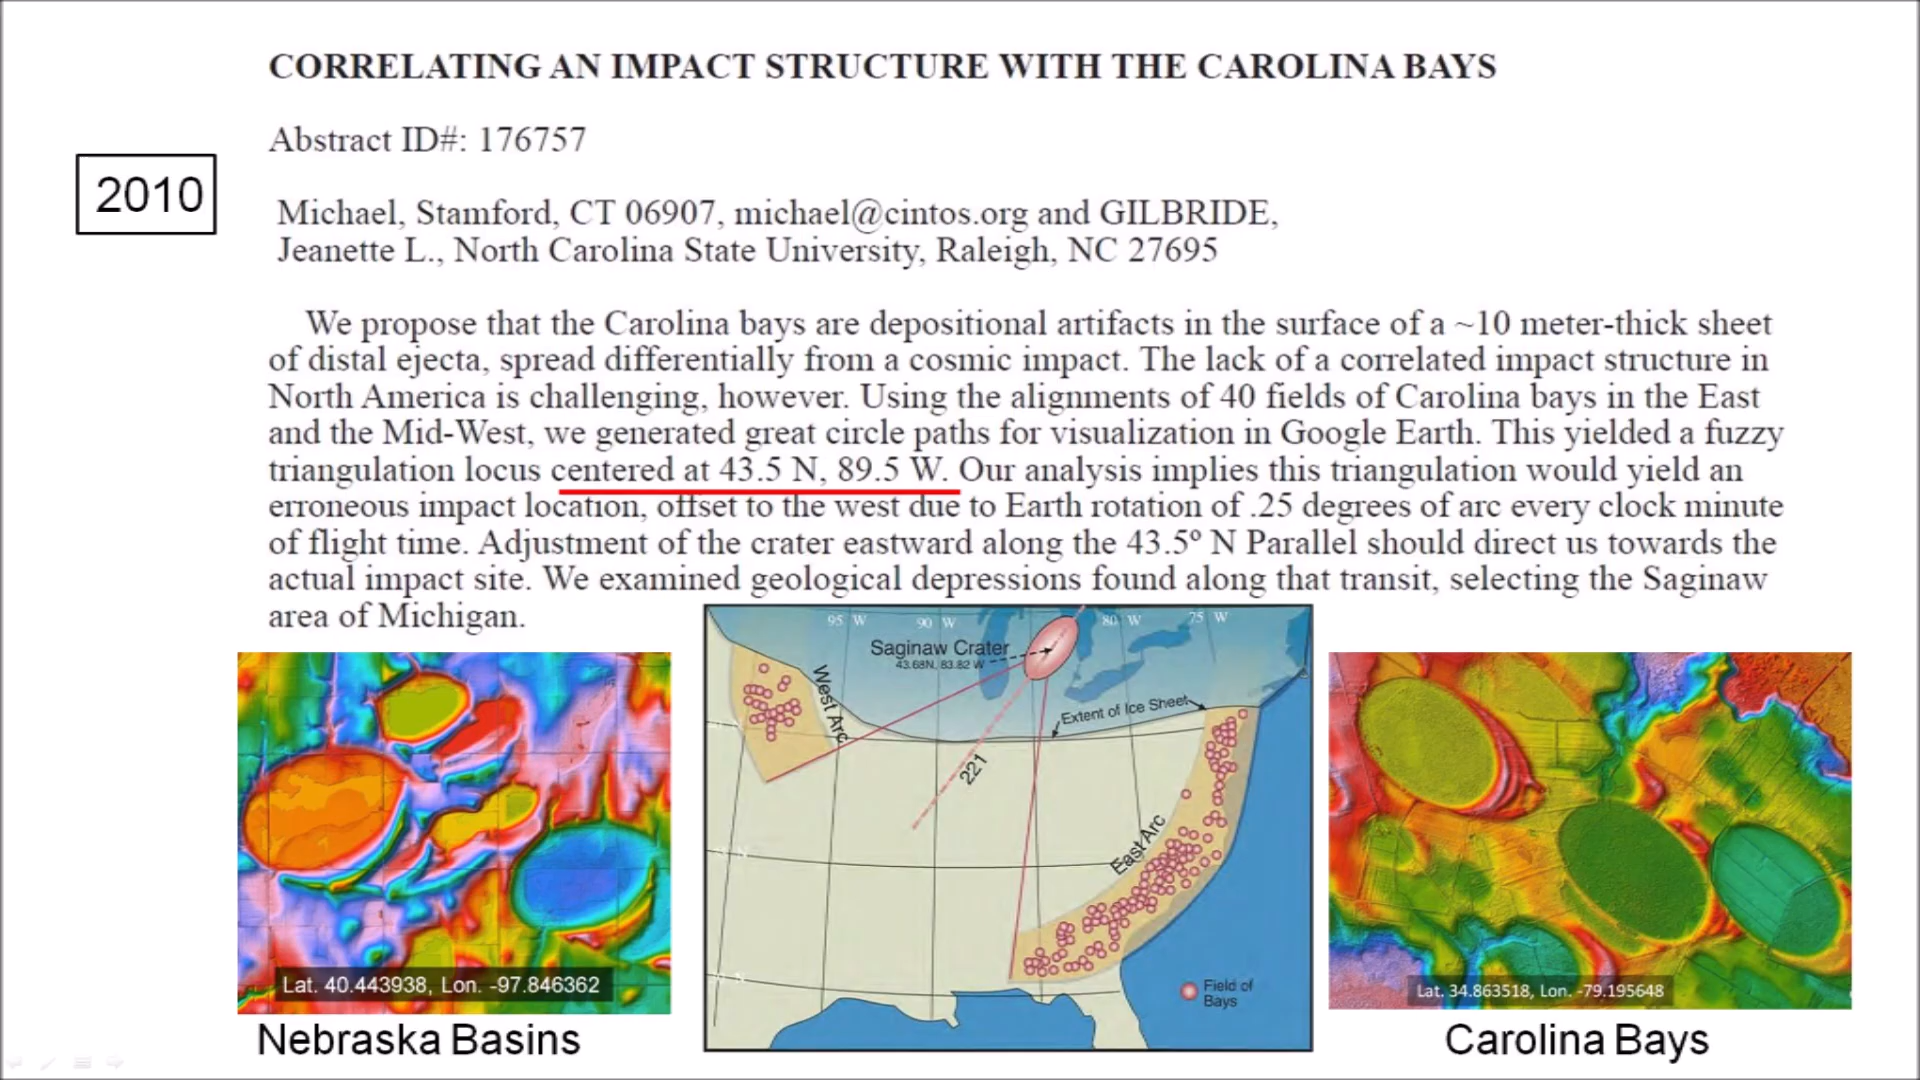 CORRELATING AN IMPACT STRUCTURE WITH THE CAROLINA BAYS
Abstract ID#: 176757
2010
Michael, Stamford, CT 06907, michael@cintos.org and GILBRIDE,
Jeanette L., North Carolina State University, Raleigh, NC 27695
We propose that the Carolina bays are depositional artifacts in the surface of a ~10 meter-thick sheet
of distal ejecta, spread differentially from a cosmic impact. The lack of a correlated impact structure in
North America is challenging, however. Using the alignments of 40 fields of Carolina bays in the East
and the Mid-West, we generated great circle paths for visualization in Google Earth. This yielded a fuzzy
triangulation locus centered at 43.5 N, 89.5 W. Our analysis implies this triangulation would yield an
erroneous impact location, offset to the west due to Earth rotation of .25 degrees of arc every clock minute
of flight time. Adjustment of the crater eastward along the 43.5º N Parallel should direct us towards the
actual impact site. We examined geological depressions found along that transit, selecting the Saginaw
area of Michigan.
95 W
90 W
80 W
75 W
Saginaw Crater
43.68N, 83.82 W
West Arc
Extent of Ice Sheet
221
East Arc
Field of
Bays
Lat. 40.443938, Lon. -97.846362
Nebraska Basins
Lat. 34.863518, Lon. -79.195648
Carolina Bays